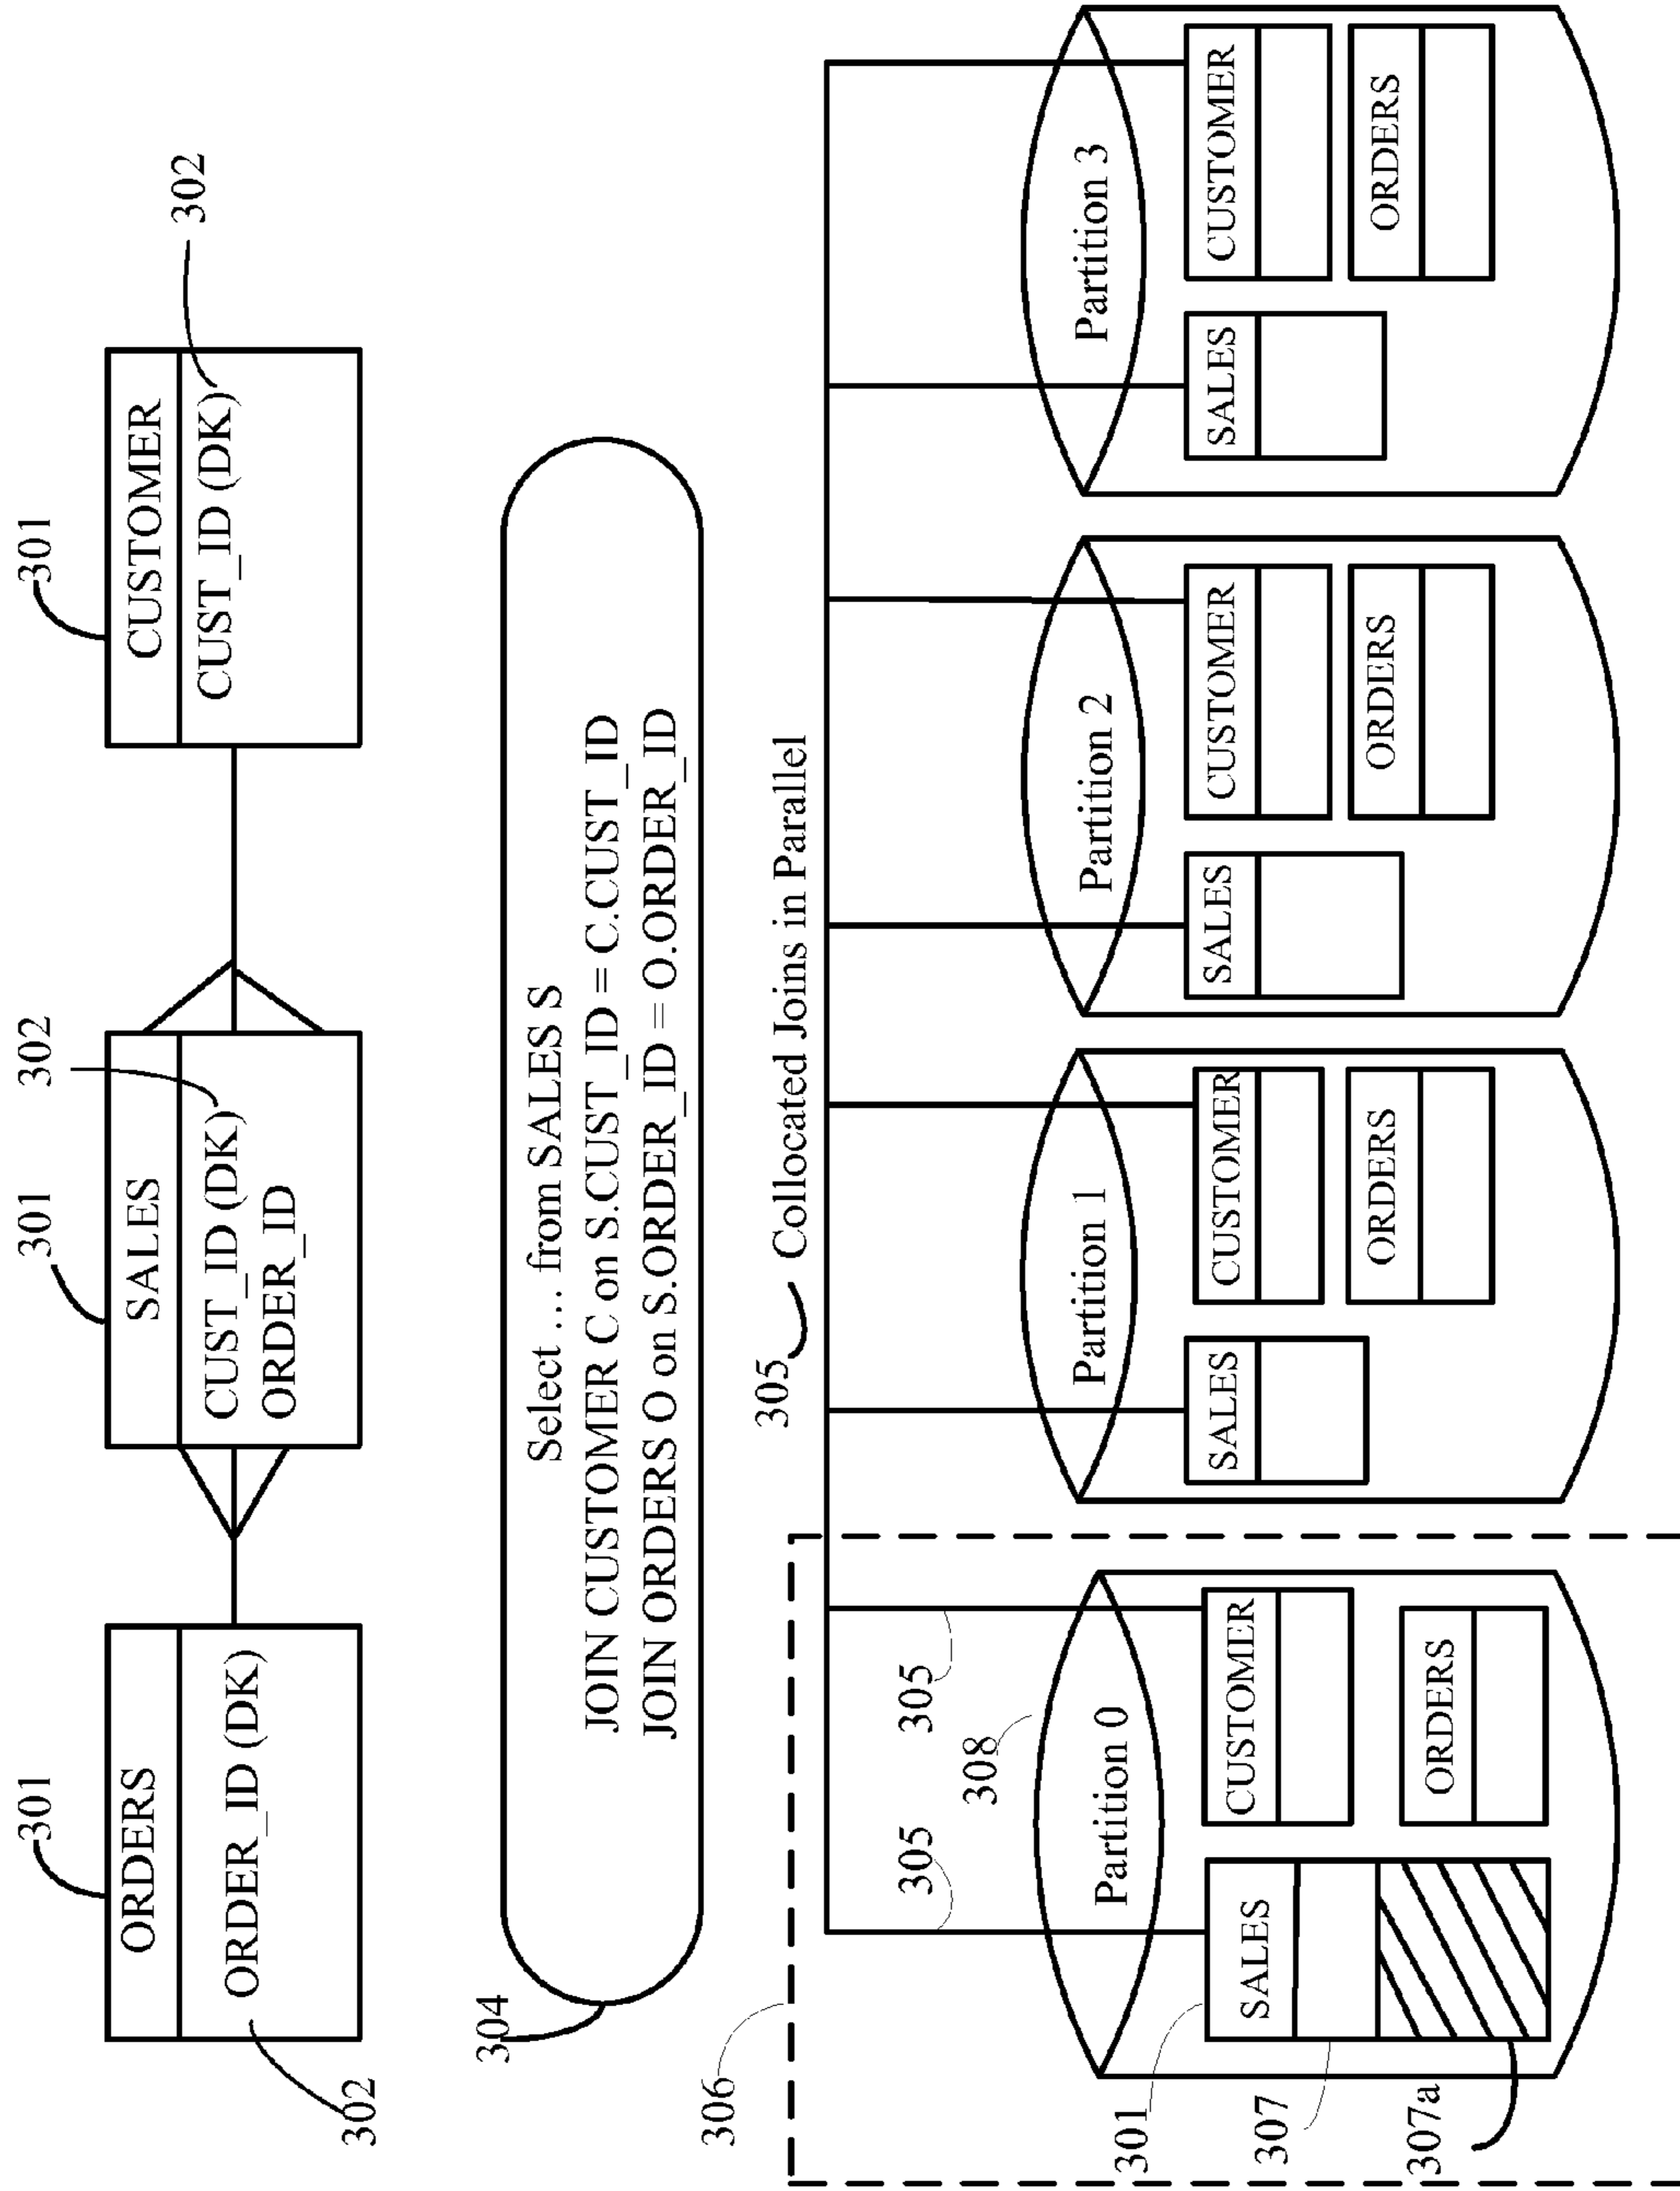 301
301
301
ORDERS
SALES
CUSTOMER
302
ORDER_ID (DK)
CUST_ID (DK)
ORDER_ID
302
CUST_ID (DK)
302
304
Select ... from SALES S
JOIN CUSTOMER C on S.CUST_ID = C.CUST_ID
JOIN ORDERS O on S.ORDER_ID = O.ORDER_ID
306
305
Collocated Joins in Parallel
305
305
308
Partition 0
Partition 1
Partition 2
Partition 3
301
307
307a
SALES
CUSTOMER
ORDERS
SALES
CUSTOMER
ORDERS
SALES
CUSTOMER
ORDERS
SALES
CUSTOMER
ORDERS